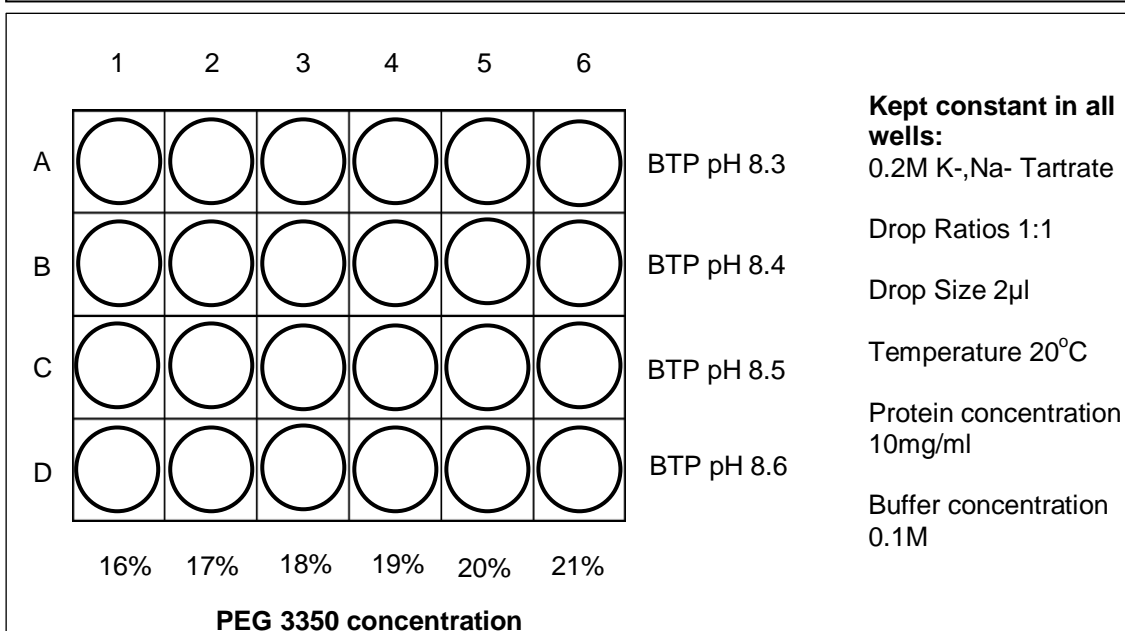 1 2 3 4 5 6
A
BTP pH 8.3
B
BTP pH 8.4
C
BTP pH 8.5
D
BTP pH 8.6
16% 17% 18% 19% 20% 21%
PEG 3350 concentration
Kept constant in all
wells:
0.2M K-,Na- Tartrate
Drop Ratios 1:1
Drop Size 2µl
Temperature 20°C
Protein concentration
10mg/ml
Buffer concentration
0.1M